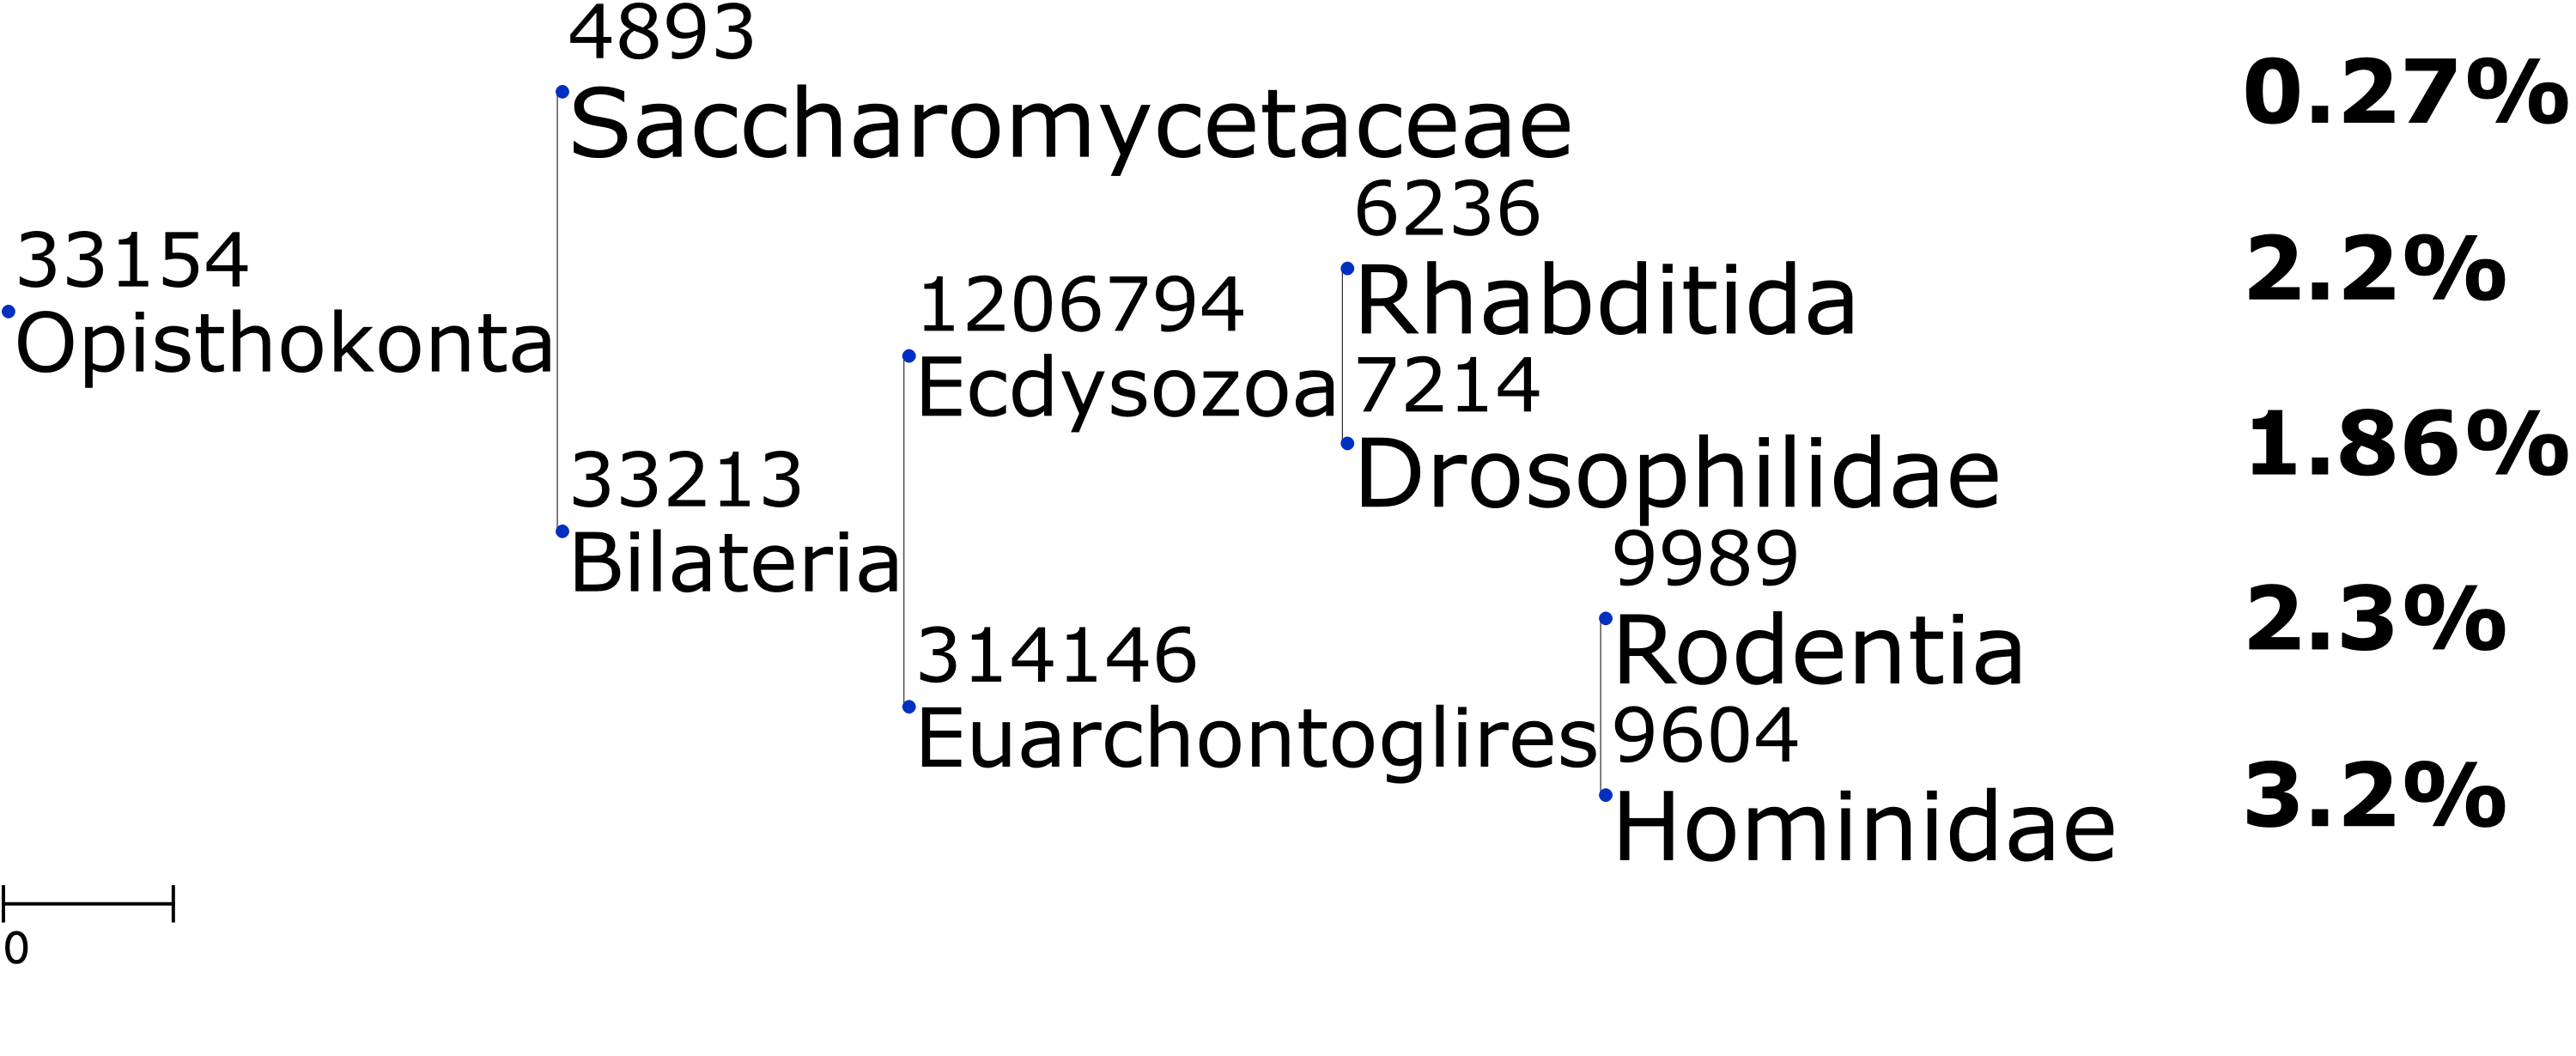 4893
Saccharomycetaceae
0.27%
6236
Rhabditida
2.2%
33154
Opisthokonta
1206794
Ecdysozoa
7214
Drosophilidae
1.86%
33213
Bilateria
9989
Rodentia
2.3%
314146
Euarchontoglires
9604
Hominidae
3.2%
0